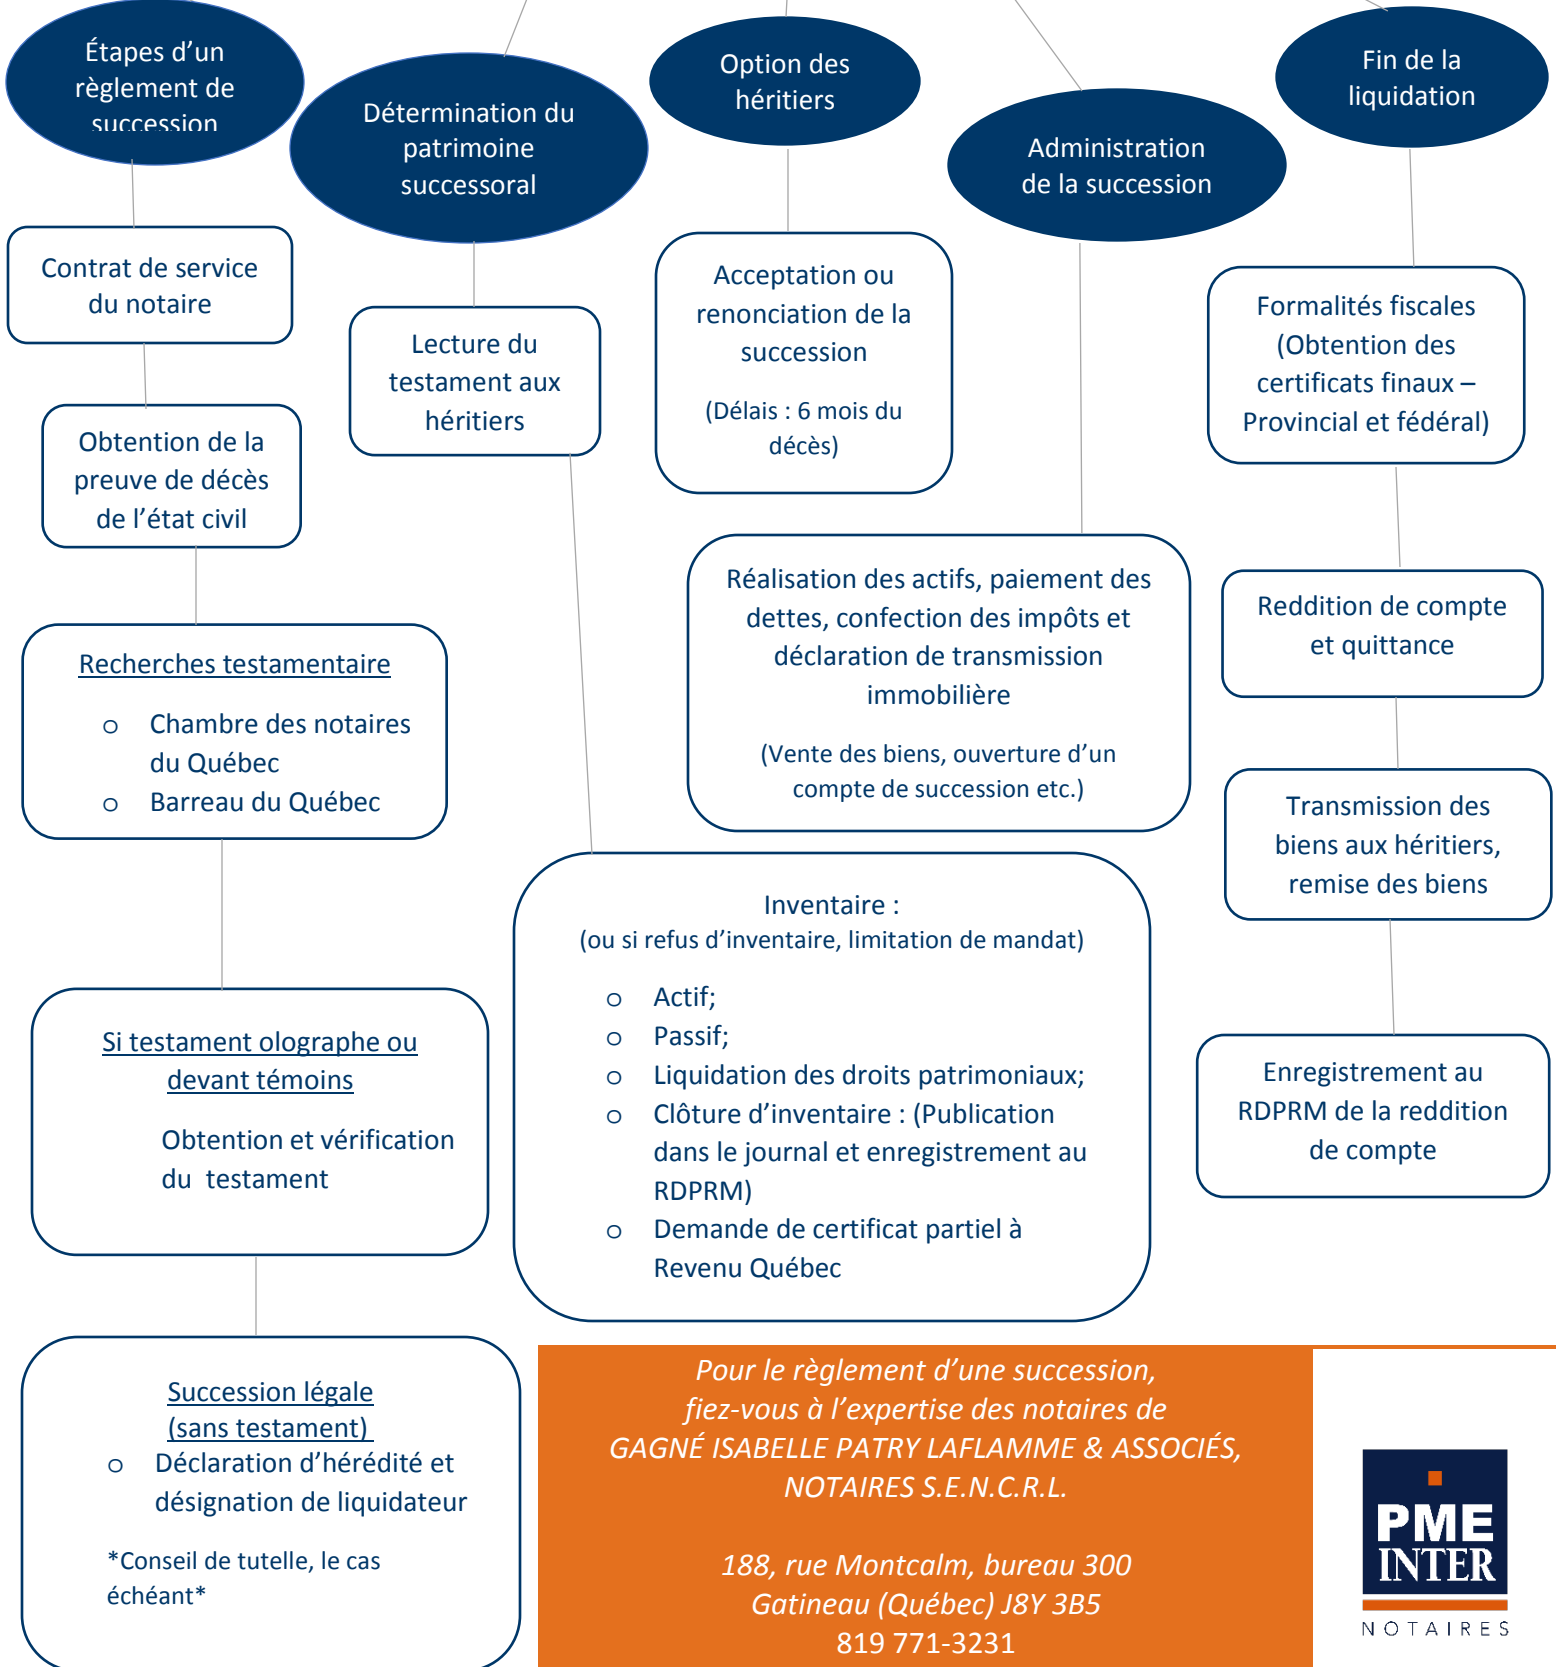 Étapes d’un
règlement de
succession
Contrat de service
du notaire
Obtention de la
preuve de décès
de l’état civil
Recherches testamentaire
o Chambre des notaires
du Québec
o Barreau du Québec
Si testament olographe ou
devant témoins
Obtention et vérification
du testament
Succession légale
(sans testament)
o Déclaration d’hérédité et
désignation de liquidateur
*Conseil de tutelle, le cas
échéant*
Détermination du
patrimoine
successoral
Lecture du
testament aux
héritiers
Inventaire :
(ou si refus d’inventaire, limitation de mandat)
o Actif;
o Passif;
o Liquidation des droits patrimoniaux;
o Clôture d’inventaire : (Publication
dans le journal et enregistrement au
RDPRM)
o Demande de certificat partiel à
Revenu Québec
Option des
héritiers
Acceptation ou
renonciation de la
succession
(Délais : 6 mois du
décès)
Administration
de la succession
Réalisation des actifs, paiement des
dettes, confection des impôts et
déclaration de transmission
immobilière
(Vente des biens, ouverture d’un
compte de succession etc.)
Fin de la
liquidation
Formalités fiscales
(Obtention des
certificats finaux –
Provincial et fédéral)
Reddition de compte
et quittance
Transmission des
biens aux héritiers,
remise des biens
Enregistrement au
RDPRM de la reddition
de compte
Pour le règlement d’une succession,
fiez-vous à l’expertise des notaires de
GAGNÉ ISABELLE PATRY LAFLAMME & ASSOCIÉS,
NOTAIRES S.E.N.C.R.L.
188, rue Montcalm, bureau 300
Gatineau (Québec) J8Y 3B5
819 771-3231
PME
INTER
NOTAIRES